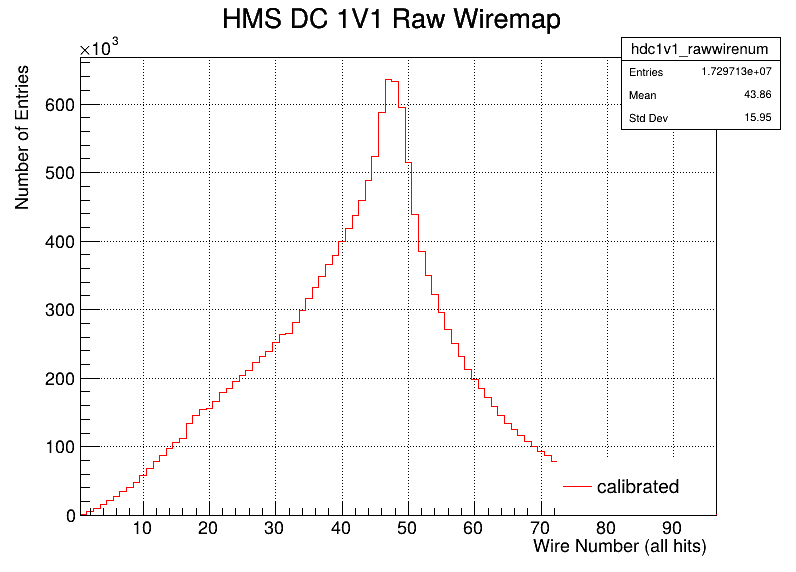 HMS DC 1V1 Raw Wiremap
×10³
hdc1v1_rawwirenum
Entries 1.729713e+07
Mean 43.86
Std Dev 15.95
Number of Entries
600
500
400
300
200
100
0
10 20 30 40 50 60 70 80 90
calibrated
Wire Number (all hits)